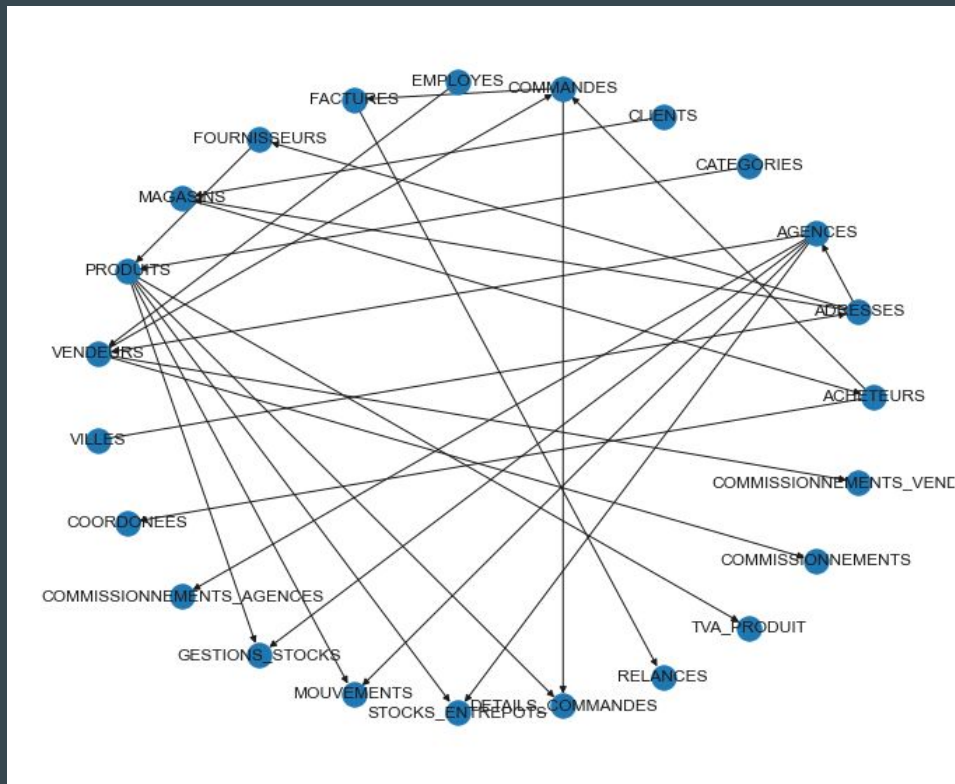 EMPLOYES
COMMANDES
FACTURES
CLIENTS
FOURNISSEURS
CATEGORIES
MAGASINS
AGENCES
PRODUITS
ADRESSES
VENDEURS
ACHETEURS
VILLES
COMMISSIONNEMENTS_VEND
COORDONEES
COMMISSIONNEMENTS
COMMISSIONNEMENTS_AGENCES
TVA_PRODUIT
GESTIONS_STOCKS
RELANCES
MOUVEMENTS
STOCKS_ENTREPOTS
DETAILS_COMMANDES